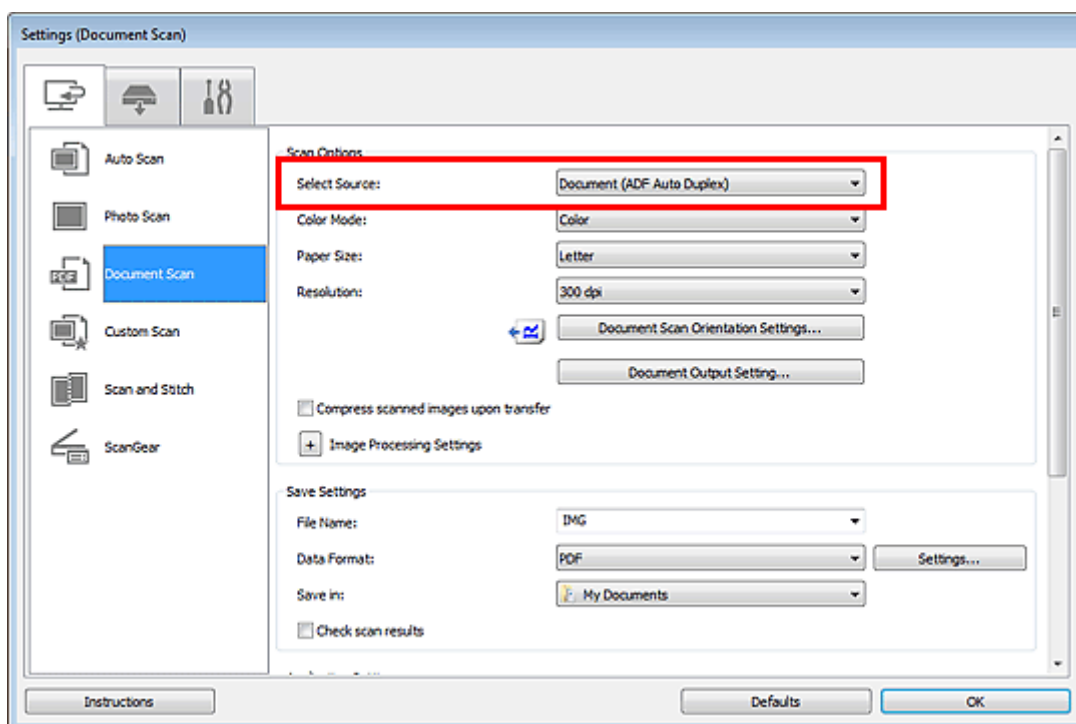 Settings (Document Scan)
Auto Scan
Photo Scan
PDF
Document Scan
Custom Scan
Scan and Stitch
ScanGear
Scan Options
Select Source: Document (ADF Auto Duplex)
Color Mode: Color
Paper Size: Letter
Resolution: 300 dpi
Document Scan Orientation Settings...
Document Output Setting...
Compress scanned images upon transfer
+ Image Processing Settings
Save Settings
File Name: IMG
Data Format: PDF Settings...
Save in: My Documents
Check scan results
Instructions Defaults OK